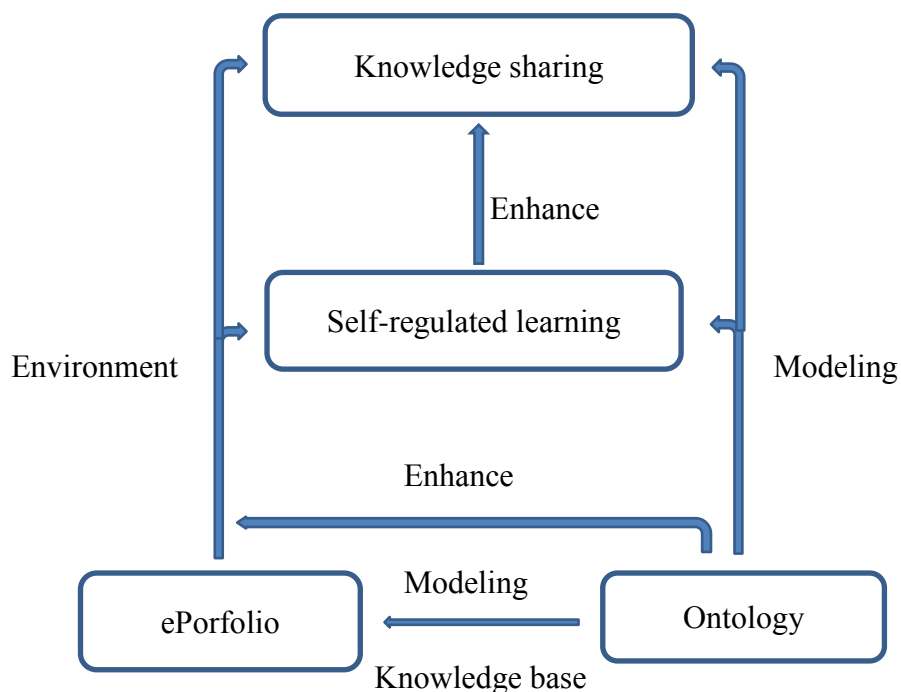 Knowledge sharing
Enhance
Self-regulated learning
Environment
Modeling
Enhance
Modeling
ePorfolio
Ontology
Knowledge base